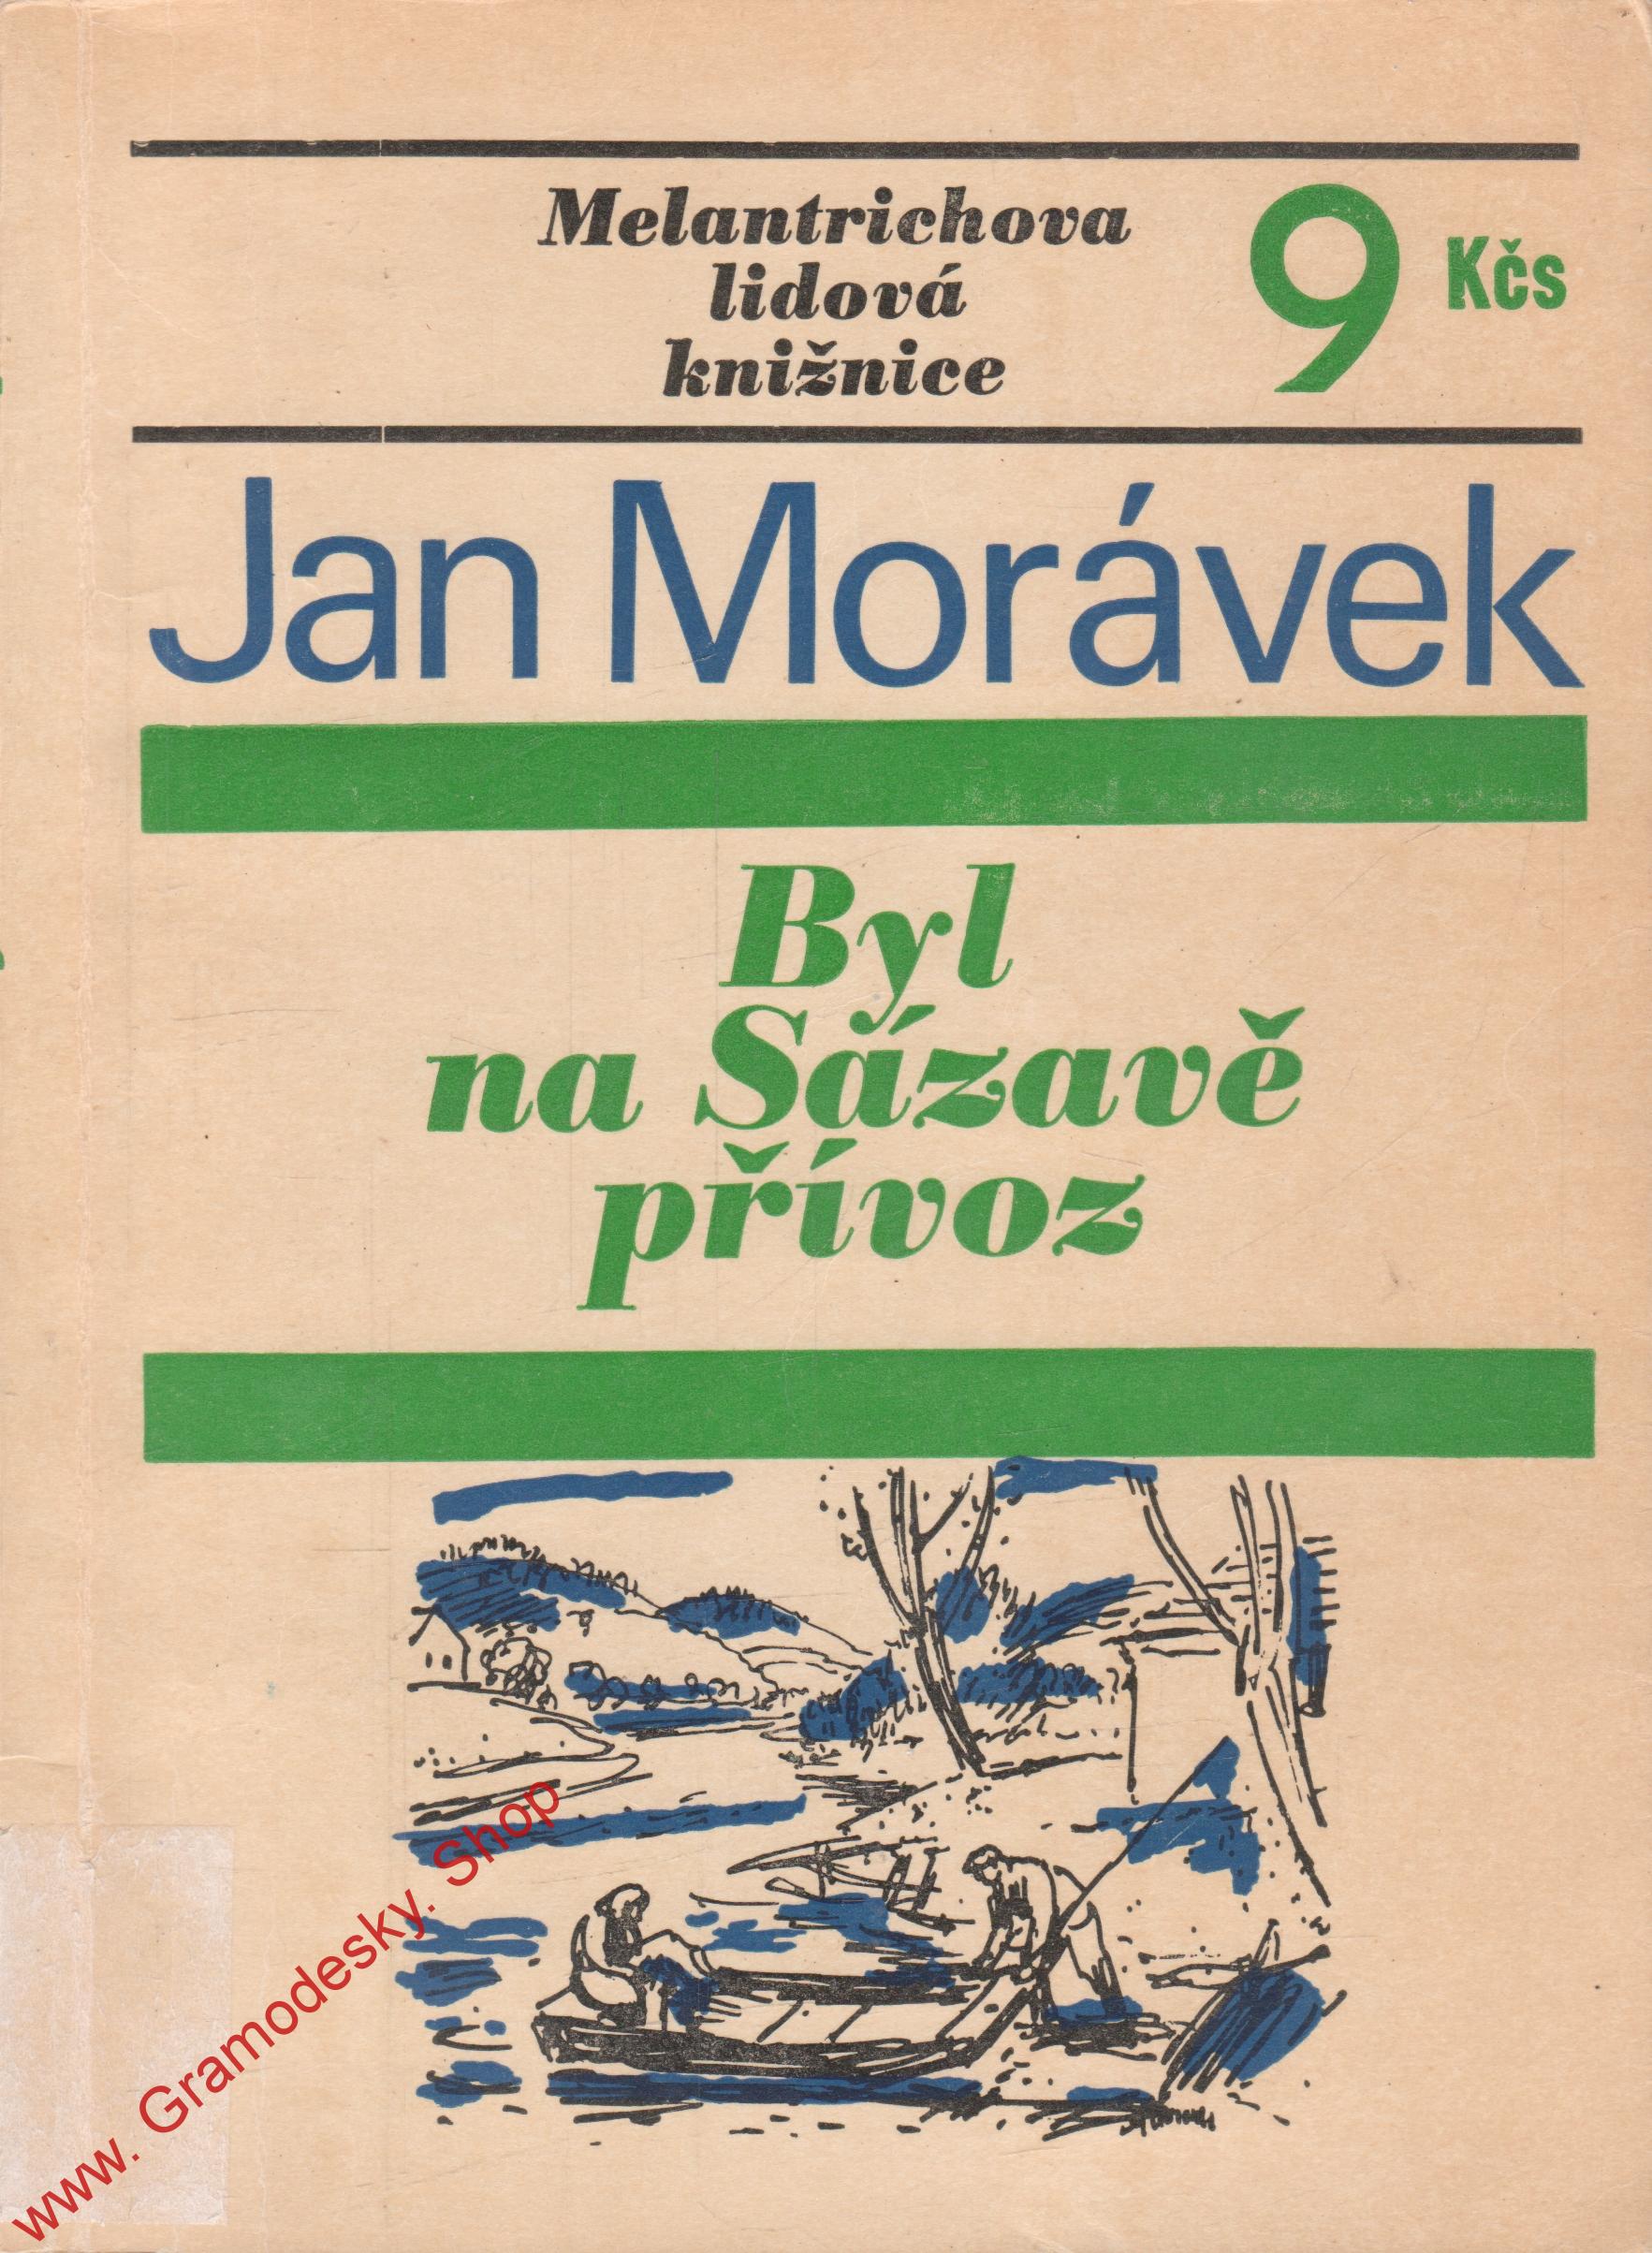 Melantrichova
lidová
knižnice
9 Kčs
Jan Morávek
Byl
na Sázavě
přívoz
www. Gramodesky. Shop